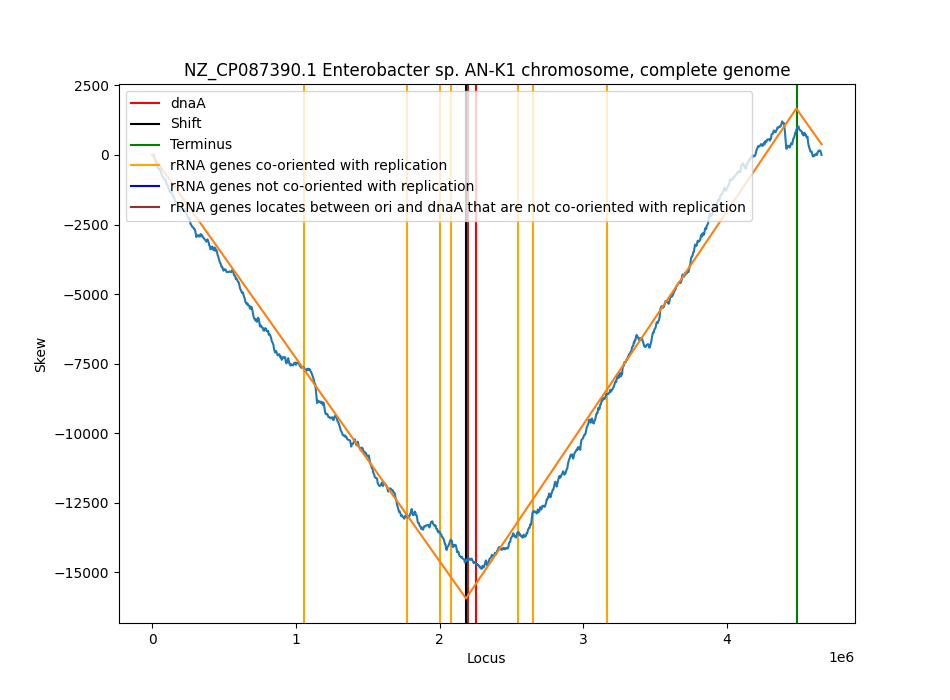 NZ_CP087390.1 Enterobacter sp. AN-K1 chromosome, complete genome
dnaA
Shift
Terminus
rRNA genes co-oriented with replication
rRNA genes not co-oriented with replication
rRNA genes locates between ori and dnaA that are not co-oriented with replication
2500
0
−2500
−5000
−7500
−10000
−12500
−15000
Skew
0 1 2 3 4
1e6
Locus